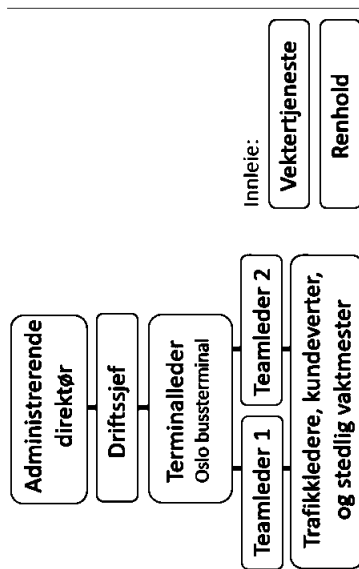 Administrerende
direktør
Driftssjef
Terminalleder
Oslo bussterminal
Teamleder 1
Teamleder 2
Trafikkledere, kundeverter,
og stedlig vaktmester
Innleie:
Vektertjeneste
Renhold